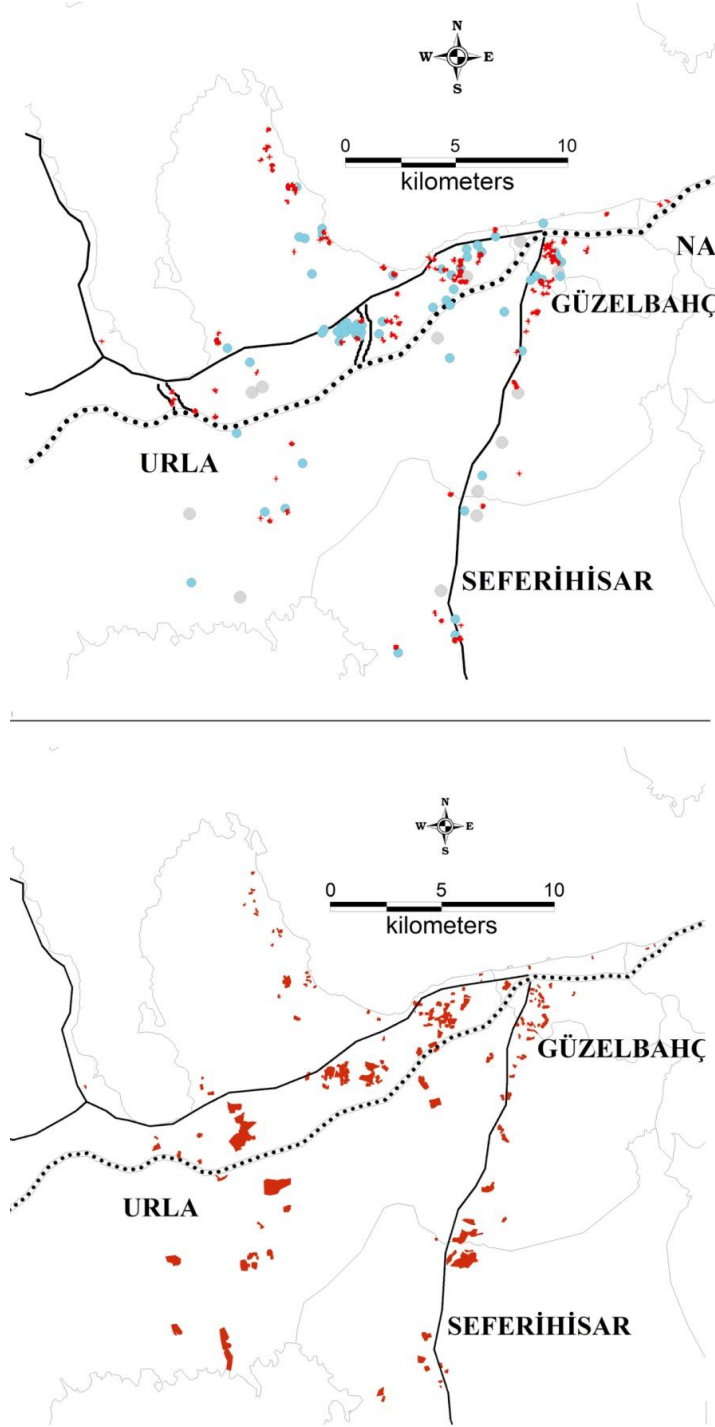 N
W E
S
0 5 10
kilometers
NA
GÜZELBAHÇ
URLA
SEFERİHİSAR
N
W E
S
0 5 10
kilometers
GÜZELBAHÇ
URLA
SEFERİHİSAR